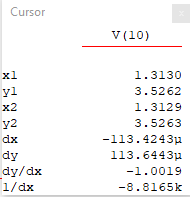 Cursor
V(10)
x1 1.3130
y1 3.5262
x2 1.3129
y2 3.5263
dx -113.4243µ
dy 113.6443µ
dy/dx -1.0019
1/dx -8.8165k